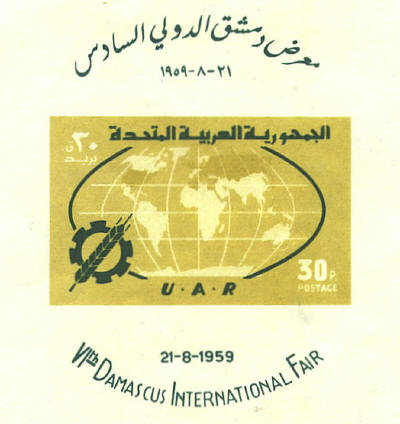 معرض دمشق الدولي السادس
٢١-٨-١٩٥٩
الجمهورية العربية المتحدة
٣٠ ق
بريد
U·A·R
30 P.
POSTAGE
21-8-1959
VIth DAMASCUS INTERNATIONAL FAIR